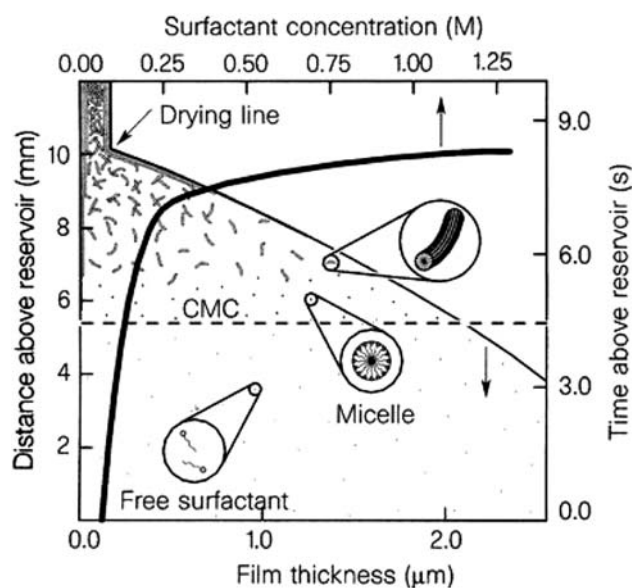 Surfactant concentration (M)
0.00 0.25 0.50 0.75 1.00 1.25
Drying line
10
8
6
4
2
Distance above reservoir (mm)
9.0
6.0
3.0
0.0
Time above reservoir (s)
CMC
Micelle
Free surfactant
0.0 1.0 2.0
Film thickness (μm)